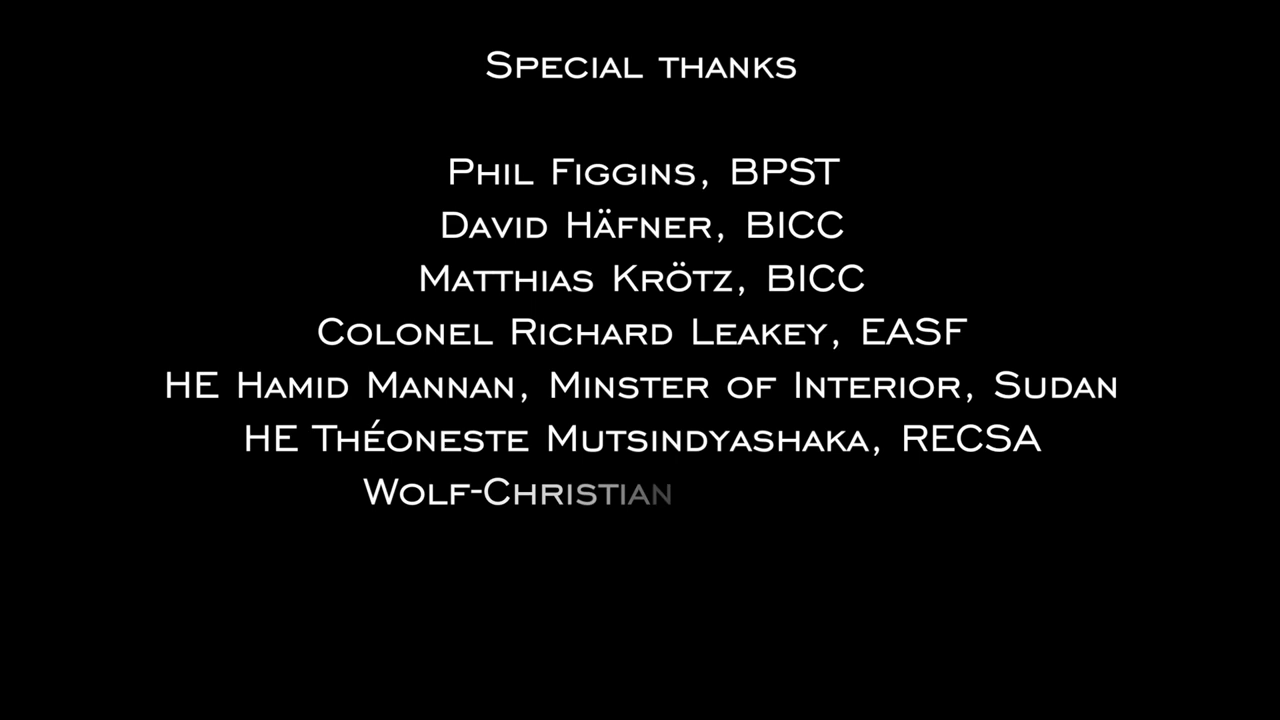 Special thanks
Phil Figgins, BPST
David Häfner, BICC
Matthias Krötz, BICC
Colonel Richard Leakey, EASF
HE Hamid Mannan, Minster of Interior, Sudan
HE Théoneste Mutsindyashaka, RECSA
Wolf-Christian